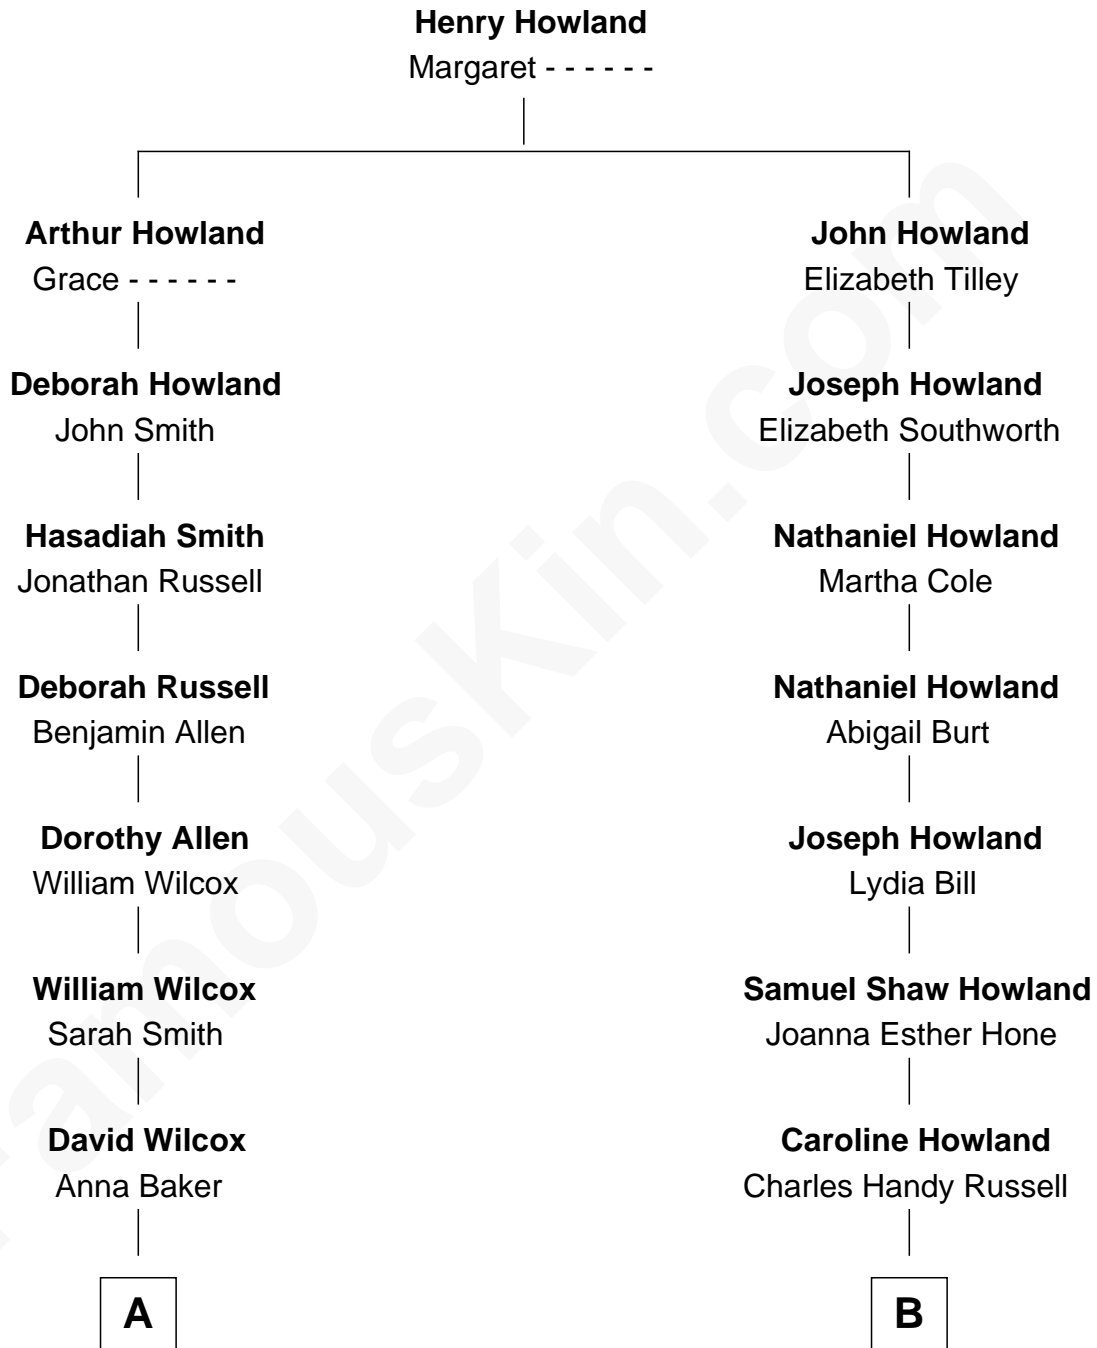 Henry Howland
Margaret - - - - - -
Arthur Howland
Grace - - - - - -
John Howland
Elizabeth Tilley
Deborah Howland
John Smith
Joseph Howland
Elizabeth Southworth
Hasadiah Smith
Jonathan Russell
Nathaniel Howland
Martha Cole
Deborah Russell
Benjamin Allen
Nathaniel Howland
Abigail Burt
Dorothy Allen
William Wilcox
Joseph Howland
Lydia Bill
William Wilcox
Sarah Smith
Samuel Shaw Howland
Joanna Esther Hone
David Wilcox
Anna Baker
Caroline Howland
Charles Handy Russell
A
B
FamousKin.com